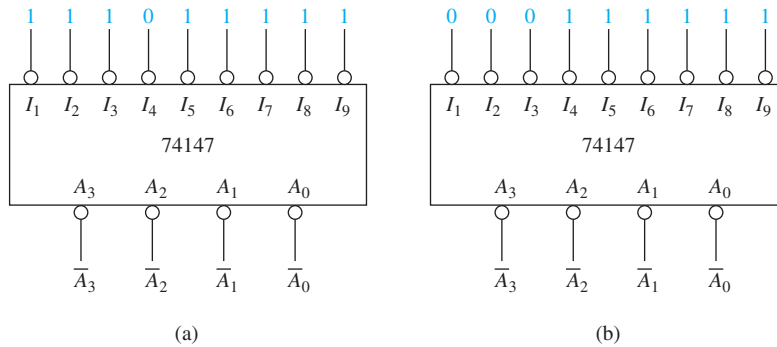 1 1 1 0 1 1 1 1 1
I₁ I₂ I₃ I₄ I₅ I₆ I₇ I₈ I₉
74147
A₃ A₂ A₁ A₀
A̅₃ A̅₂ A̅₁ A̅₀
(a)
0 0 0 1 1 1 1 1 1
I₁ I₂ I₃ I₄ I₅ I₆ I₇ I₈ I₉
74147
A₃ A₂ A₁ A₀
A̅₃ A̅₂ A̅₁ A̅₀
(b)